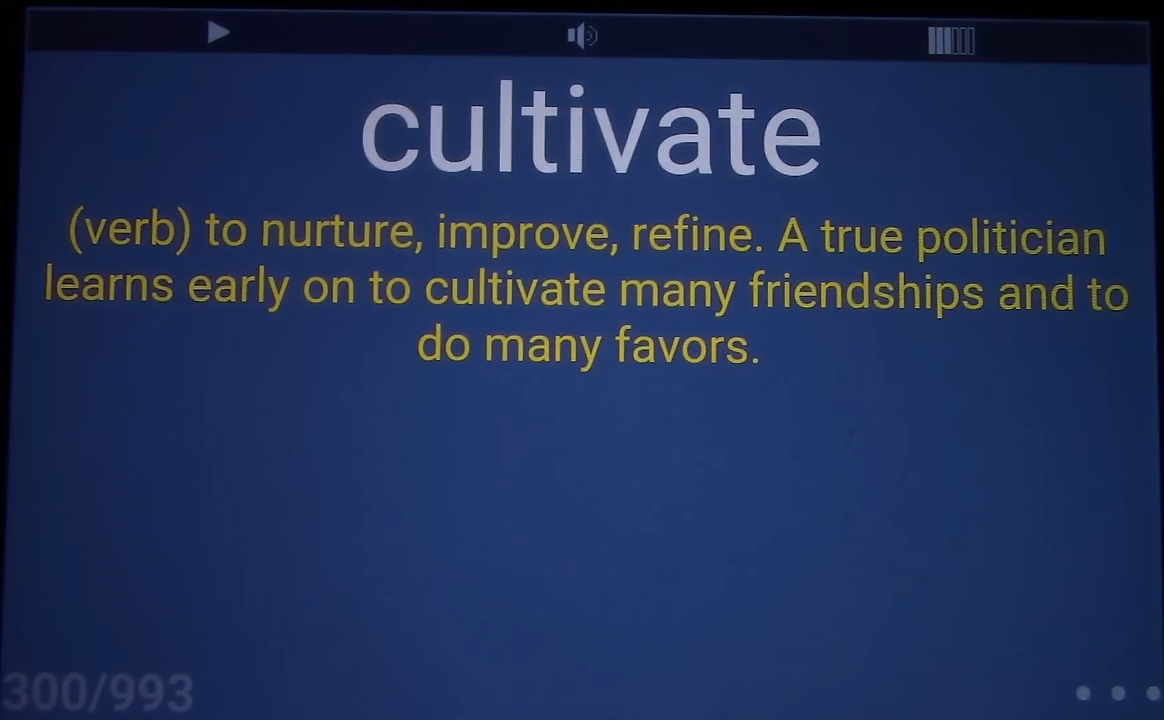 cultivate
(verb) to nurture, improve, refine. A true politician
learns early on to cultivate many friendships and to
do many favors.
300/993